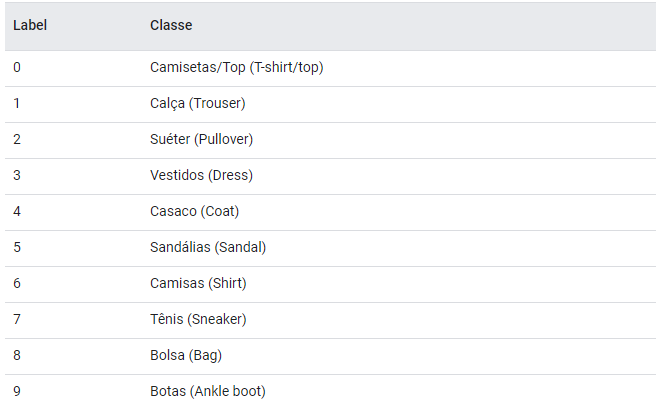 Label Classe
0 Camisetas/Top (T-shirt/top)
1 Calça (Trouser)
2 Suéter (Pullover)
3 Vestidos (Dress)
4 Casaco (Coat)
5 Sandálias (Sandal)
6 Camisas (Shirt)
7 Tênis (Sneaker)
8 Bolsa (Bag)
9 Botas (Ankle boot)